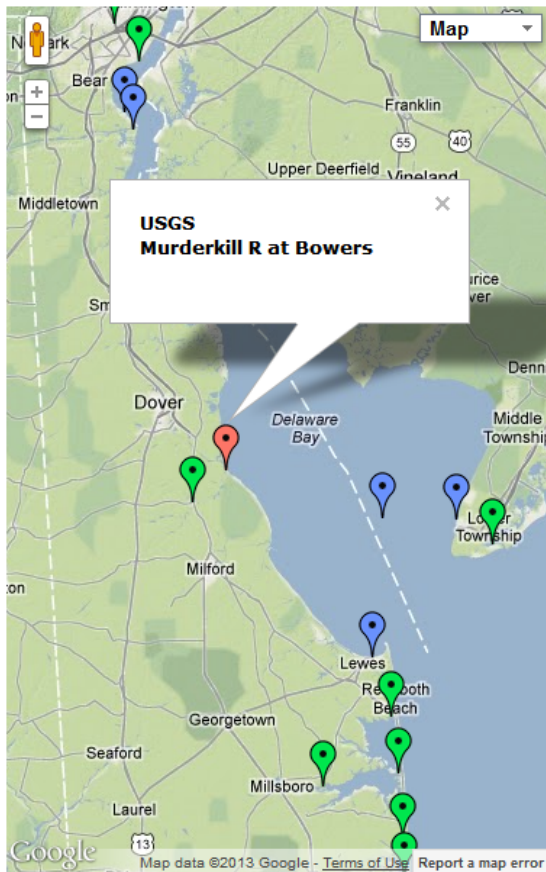 Map
Newark
Bear
Franklin
55
40
Upper Deerfield
Vineland
Middletown
USGS
Murderkill R at Bowers
Dover
Delaware
Bay
Middle
Township
Lower
Township
Milford
Lewes
Rehoboth
Beach
Georgetown
Seaford
Millsboro
Laurel
13
Google
Map data ©2013 Google - Terms of Use Report a map error